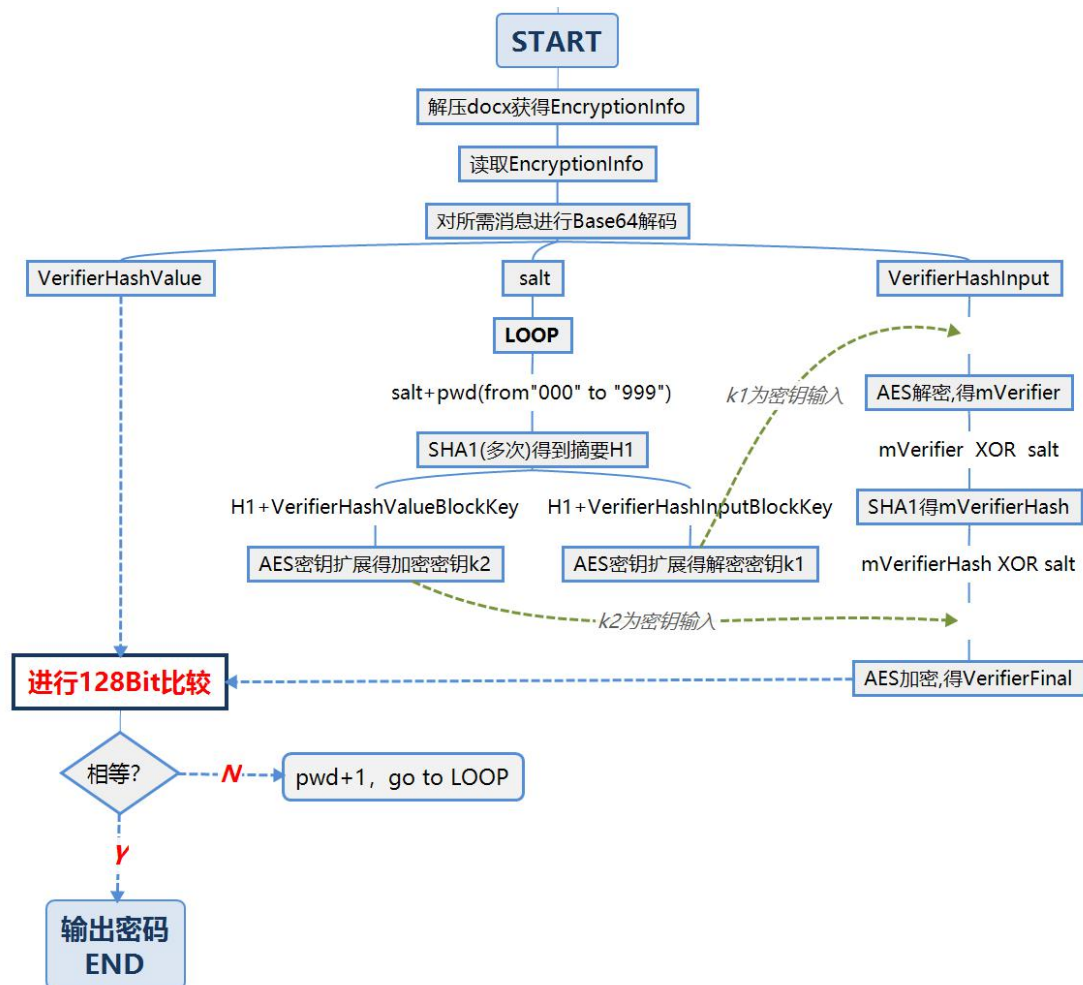 START
解压docx获得EncryptionInfo
读取EncryptionInfo
对所需消息进行Base64解码
VerifierHashValue
salt
VerifierHashInput
LOOP
salt+pwd(from"000" to "999")
k1为密钥输入
AES解密,得mVerifier
SHA1(多次)得到摘要H1
mVerifier XOR salt
H1+VerifierHashValueBlockKey
H1+VerifierHashInputBlockKey
SHA1得mVerifierHash
AES密钥扩展得加密密钥k2
AES密钥扩展得解密密钥k1
mVerifierHash XOR salt
k2为密钥输入
进行128Bit比较
AES加密,得VerifierFinal
相等?
N
pwd+1，go to LOOP
Y
输出密码
END